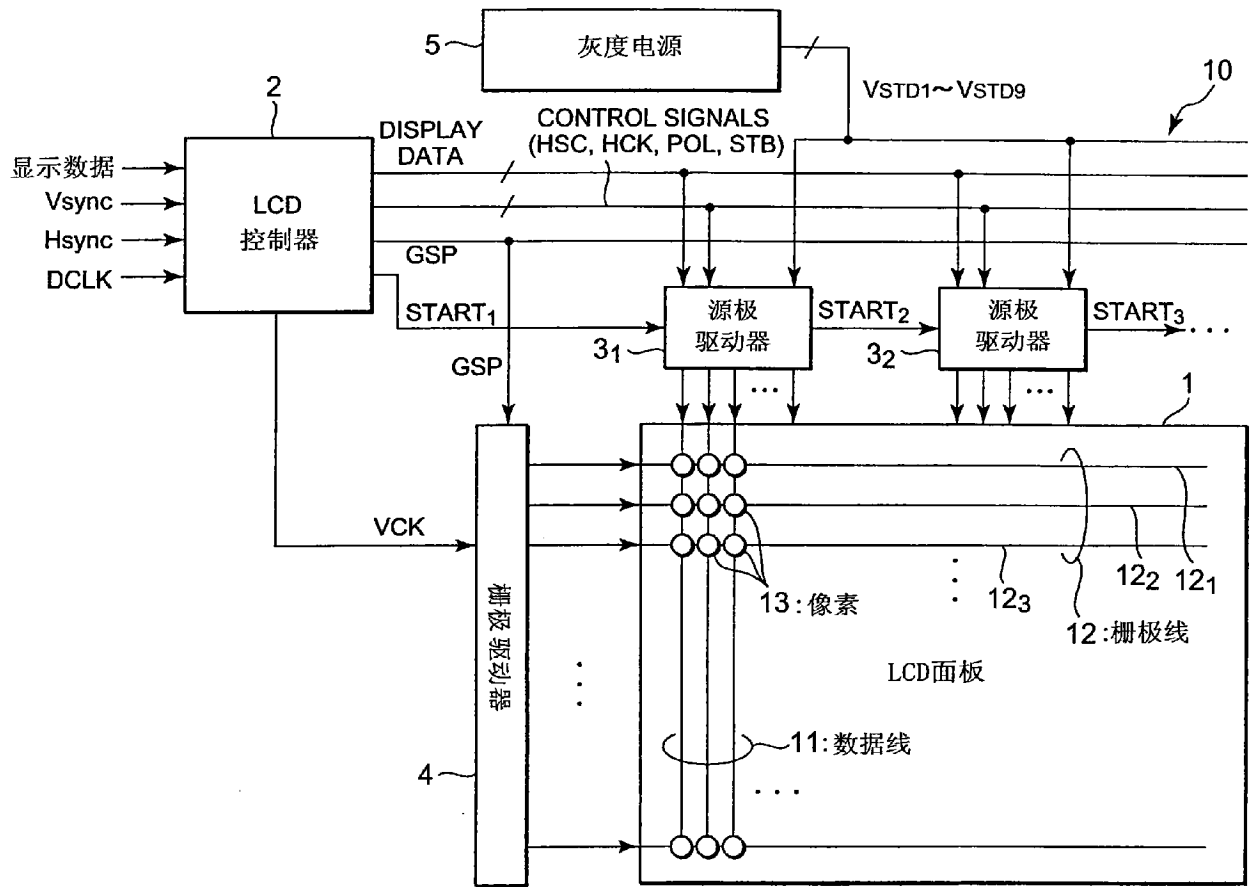 5
灰度电源
VSTD1~VSTD9
10
2
CONTROL SIGNALS
(HSC, HCK, POL, STB)
DISPLAY
DATA
显示数据
Vsync
Hsync
DCLK
LCD
控制器
GSP
START1
源极
驱动器
START2
源极
驱动器
START3
31
32
GSP
1
VCK
栅极驱动器
4
13:像素
123
122
121
12:栅极线
LCD面板
11:数据线